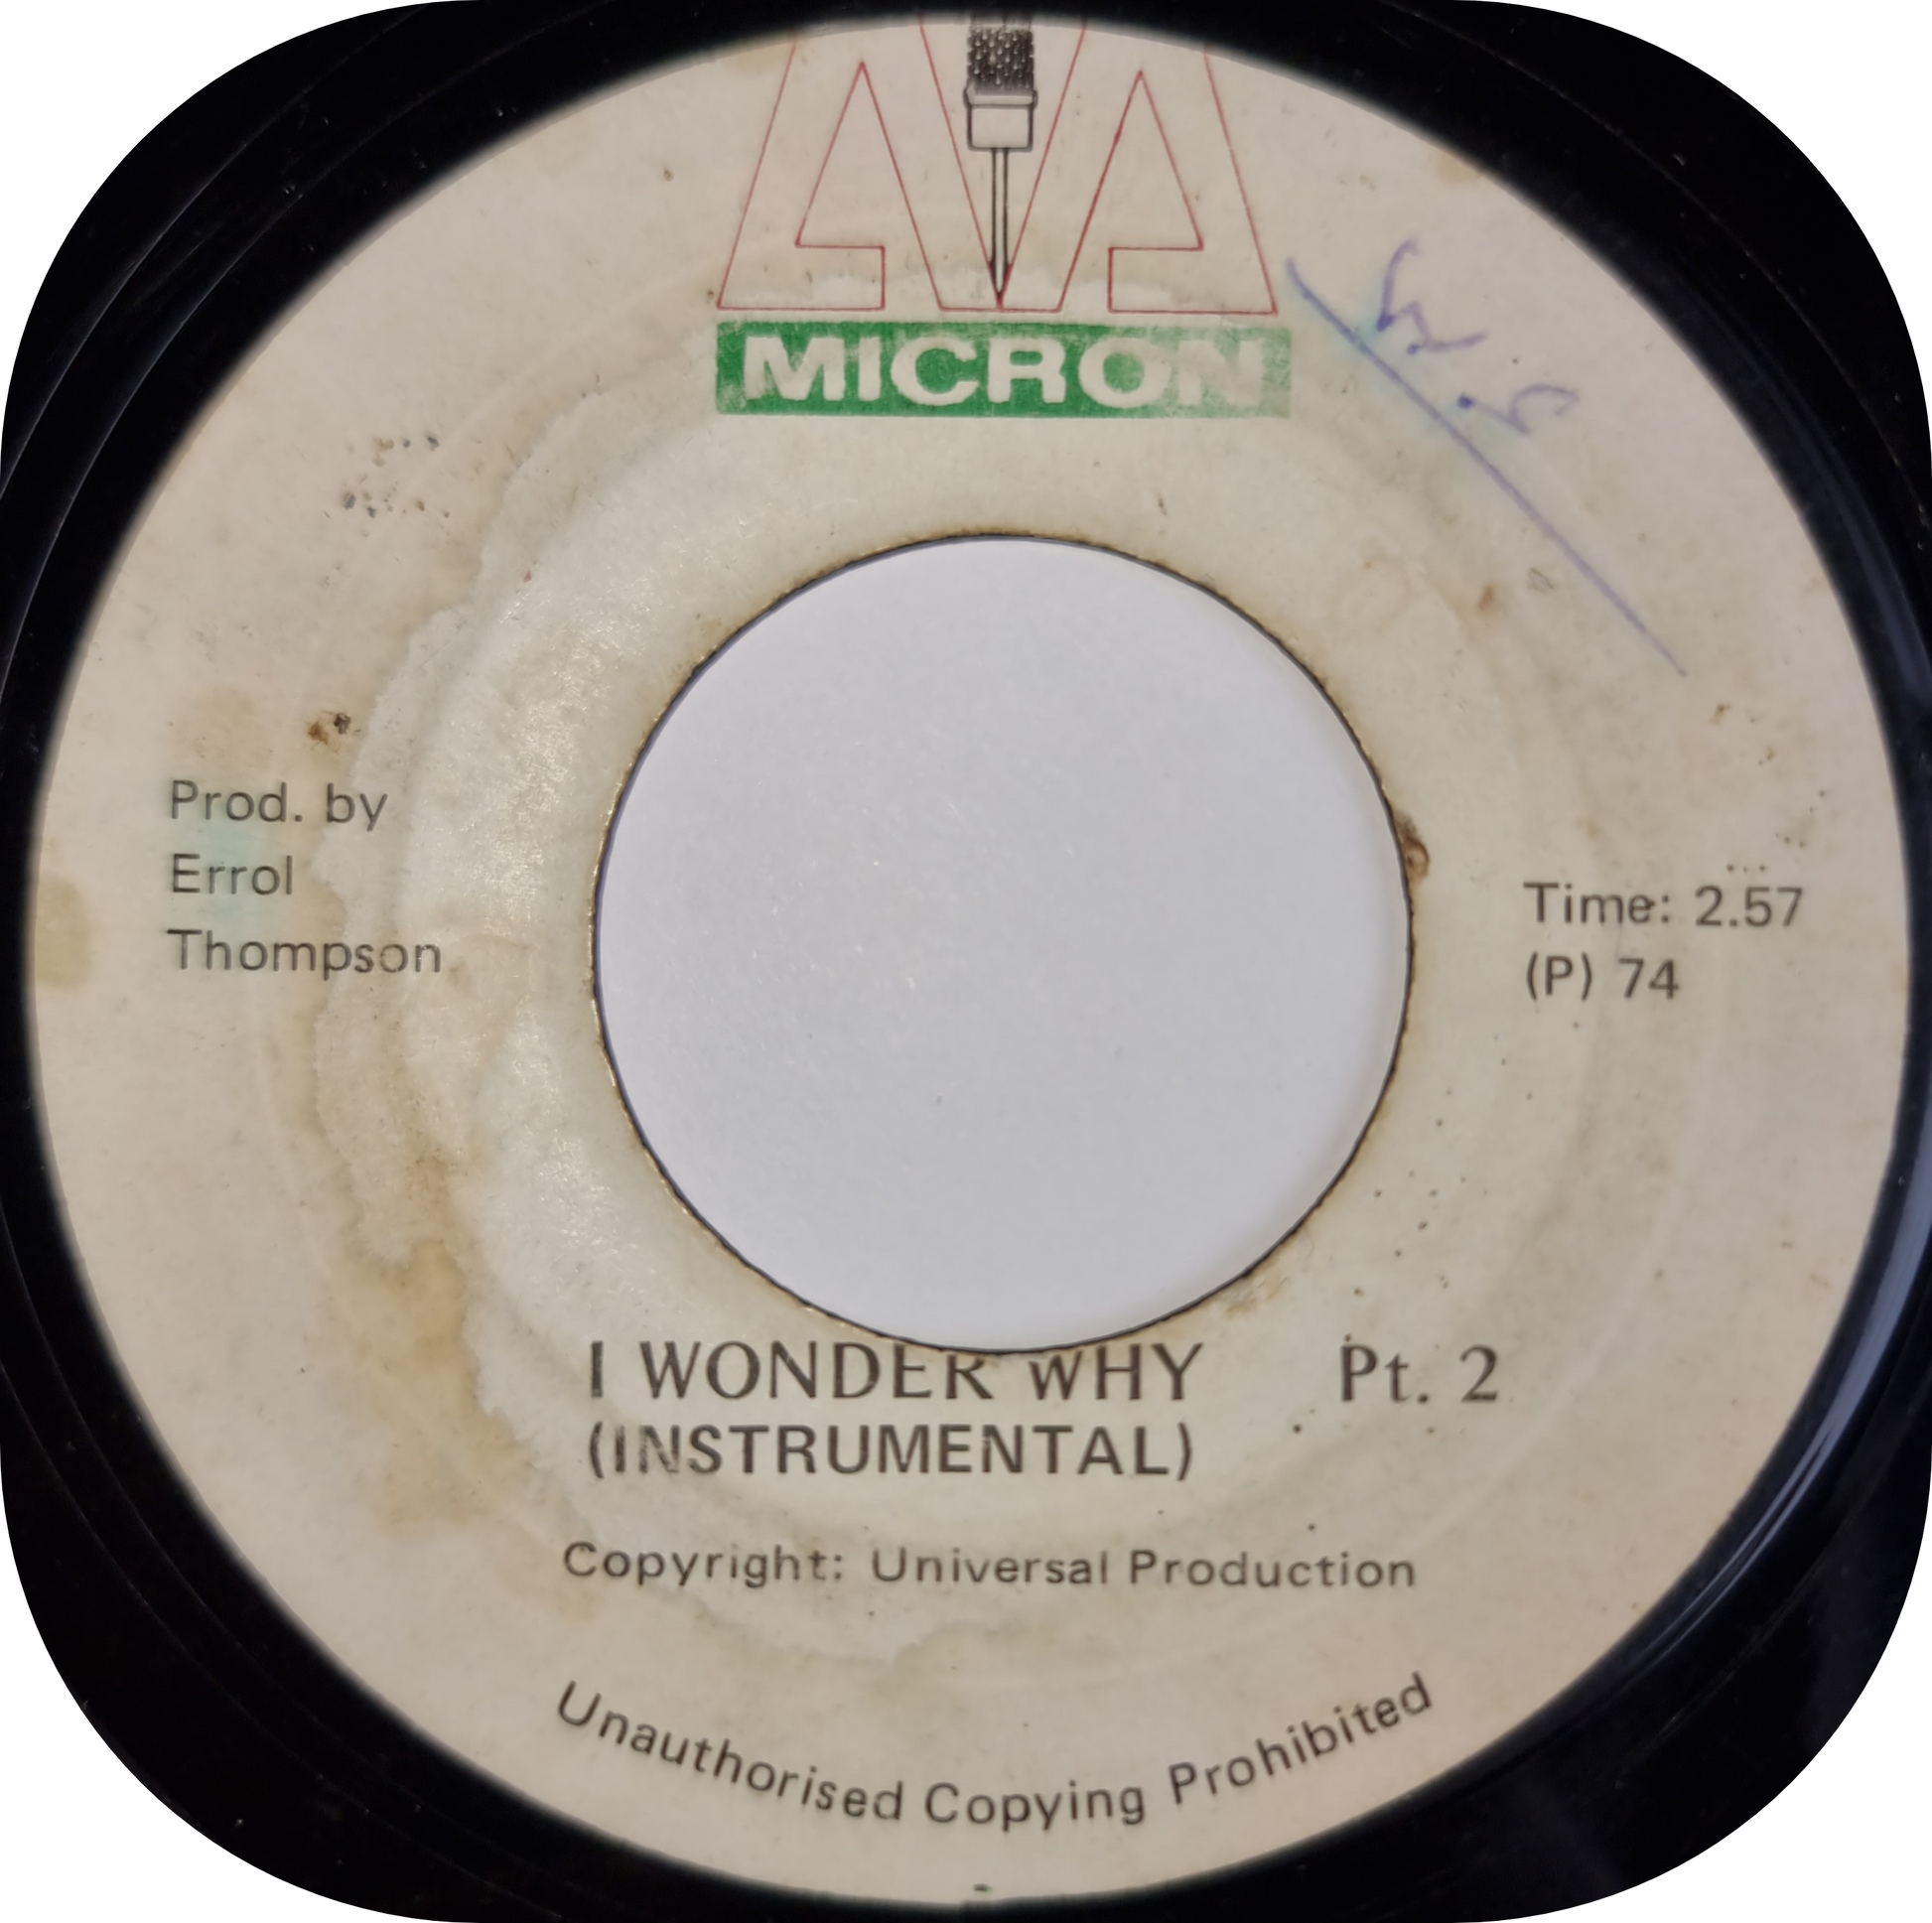 MICRON
Prod. by
Errol
Thompson
Time: 2.57
(P) 74
I WONDER WHY Pt. 2
(INSTRUMENTAL)
Copyright: Universal Production
Unauthorised Copying Prohibited